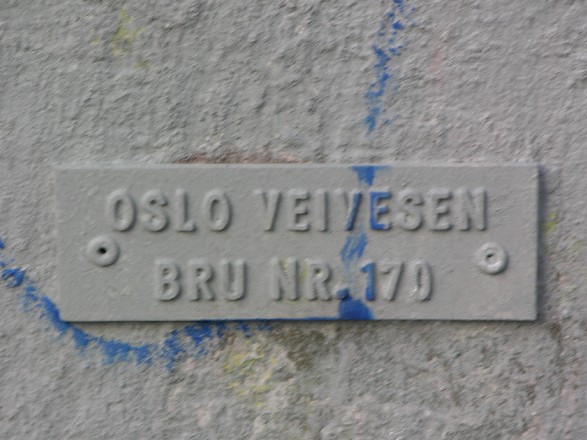 OSLO VEIVESEN
BRU NR. 170